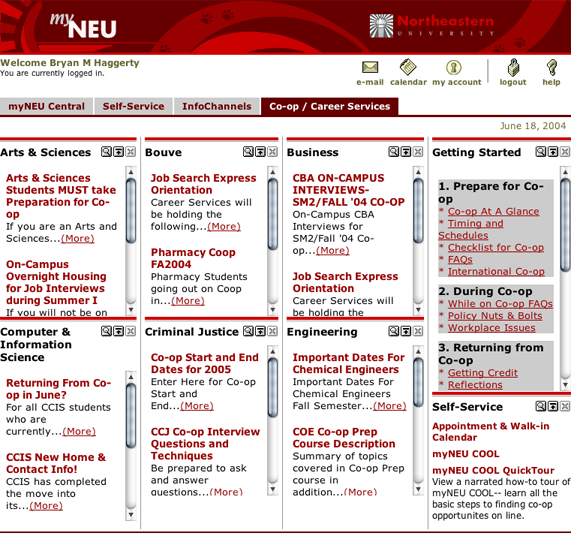 my
NEU
Northeastern
UNIVERSITY
Welcome Bryan M Haggerty
You are currently logged in.
e-mail calendar my account logout help
myNEU Central Self-Service InfoChannels Co-op / Career Services
June 18, 2004
Arts & Sciences
Arts & Sciences
Students MUST take
Preparation for Co-
op
If you are an Arts and
Sciences...(More)
On-Campus
Overnight Housing
for Job Interviews
during Summer I
If you will not be on
Bouve
Job Search Express
Orientation
Career Services will
be holding the
following...(More)
Pharmacy Coop
FA2004
Pharmacy Students
going out on Coop
in...(More)
Business
CBA ON-CAMPUS
INTERVIEWS-
SM2/FALL '04 CO-OP
On-Campus CBA
Interviews for
SM2/Fall '04 Co-
op...(More)
Job Search Express
Orientation
Career Services will
be holding the
Getting Started
1. Prepare for Co-
op
* Co-op At A Glance
* Timing and
Schedules
* Checklist for Co-op
* FAQs
* International Co-op
2. During Co-op
* While on Co-op FAQs
* Policy Nuts & Bolts
* Workplace Issues
3. Returning from
Co-op
* Getting Credit
* Reflections
Computer &
Information
Science
Returning From Co-
op in June?
For all CCIS students
who are
currently...(More)
CCIS New Home &
Contact Info!
CCIS has completed
the move into
its...(More)
Criminal Justice
Co-op Start and End
Dates for 2005
Enter Here for Co-op
Start and
End...(More)
CCJ Co-op Interview
Questions and
Techniques
Be prepared to ask
and answer
questions...(More)
Engineering
Important Dates For
Chemical Engineers
Important Dates For
Chemical Engineers
Fall Semester...(More)
COE Co-op Prep
Course Description
Summary of topics
covered in Co-op Prep
course in
addition...(More)
Self-Service
Appointment & Walk-in
Calendar
myNEU COOL
myNEU COOL QuickTour
View a narrated how-to tour of
myNEU COOL-- learn all the
basic steps to finding co-op
opportunites on line.